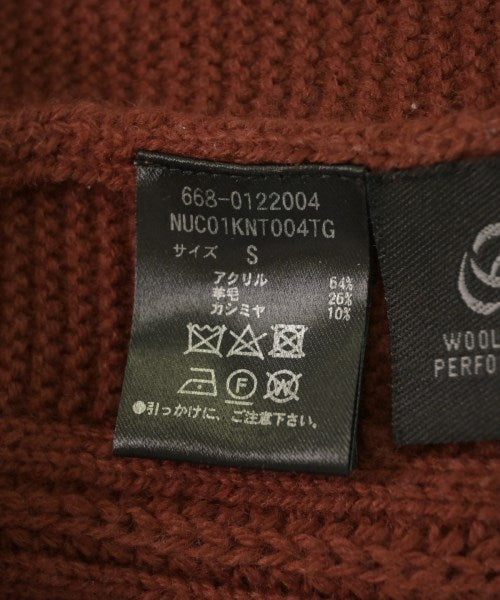 668-0122004
NUC01KNT004TG
サイズ S
アクリル 64%
羊毛 26%
カシミヤ 10%
F W
●引っかけに、ご注意下さい。
WOOL
PERFO